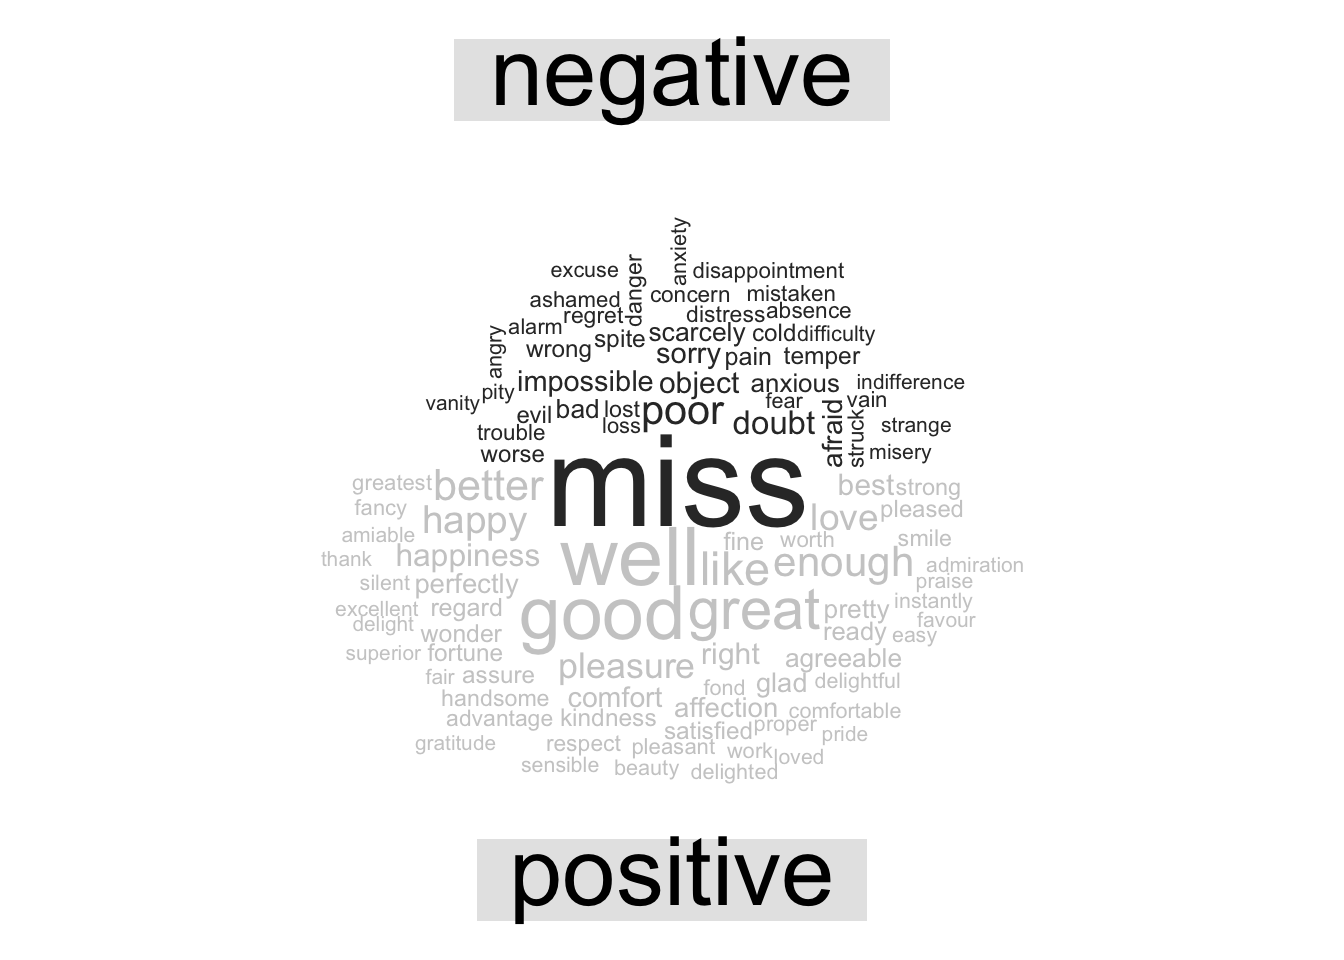 negative
anxiety
excuse danger disappointment
ashamed concern mistaken
regret distress absence
angry alarm spite scarcely cold difficulty
wrong sorry pain temper
impossible object anxious indifference
vanity pity evil bad lost poor fear afraid vain
loss doubt struck strange
trouble
worse miss misery
greatest better best strong
fancy happy love pleased
amiable well fine worth smile
thank happiness like enough admiration
silent perfectly praise
excellent regard good great pretty instantly
delight wonder ready easy favour
superior fortune pleasure right agreeable
fair assure fond glad delightful
handsome comfort affection comfortable
advantage kindness satisfied proper pride
gratitude respect pleasant work loved
sensible beauty delighted
positive